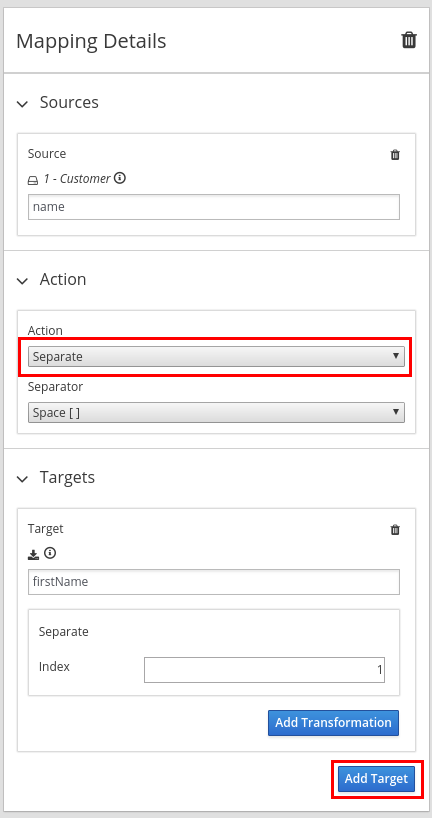 Mapping Details
Sources
Source
1 - Customer
name
Action
Action
Separate
Separator
Space [ ]
Targets
Target
firstName
Separate
Index 1
Add Transformation
Add Target